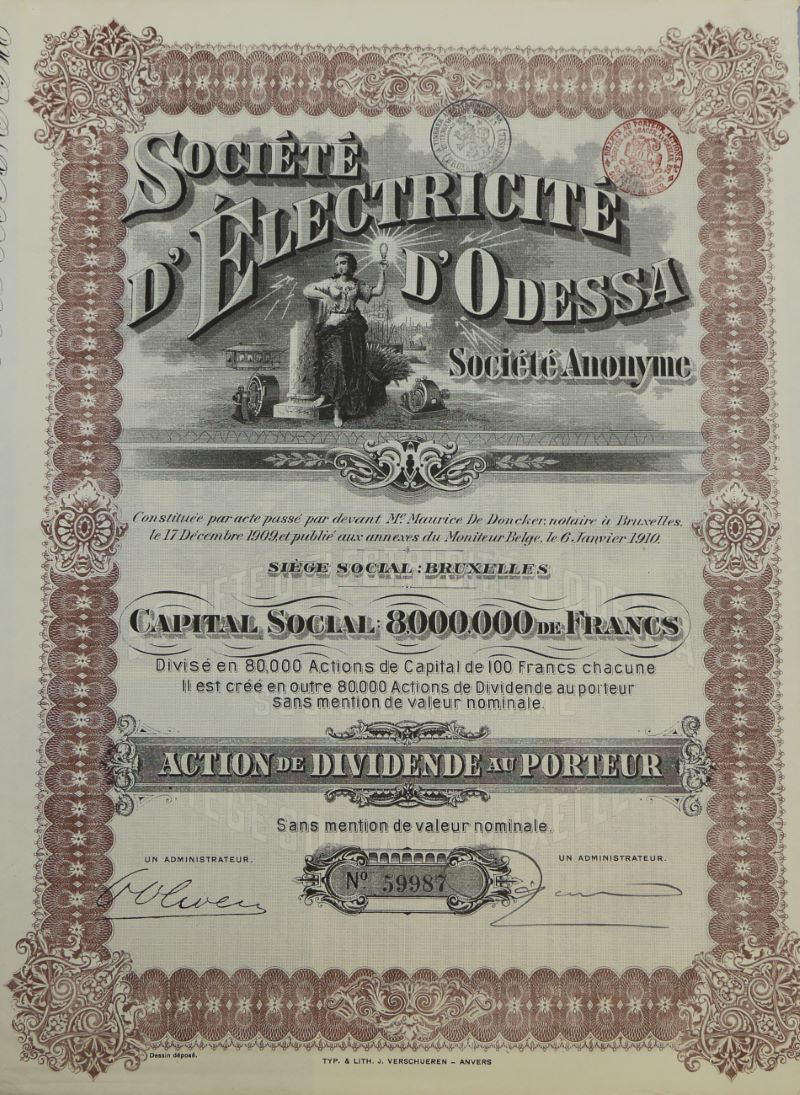 SOCIÉTÉ
D'ÉLECTRICITÉ
D'ODESSA
Société Anonyme
Constituée par acte passé par devant Me. Maurice De Doncker, notaire à Bruxelles,
le 17 Décembre 1909, et publié aux annexes du Moniteur Belge, le 6 Janvier 1910.
SIÈGE SOCIAL : BRUXELLES
CAPITAL SOCIAL : 8,000,000 DE FRANCS
Divisé en 80,000 Actions de Capital de 100 Francs chacune
Il est créé en outre 80.000 Actions de Dividende au porteur
sans mention de valeur nominale.
ACTION DE DIVIDENDE AU PORTEUR
Sans mention de valeur nominale.
UN ADMINISTRATEUR.
UN ADMINISTRATEUR.
No 59987
Dessin déposé.
TYP. & LITH. J. VERSCHUEREN – ANVERS